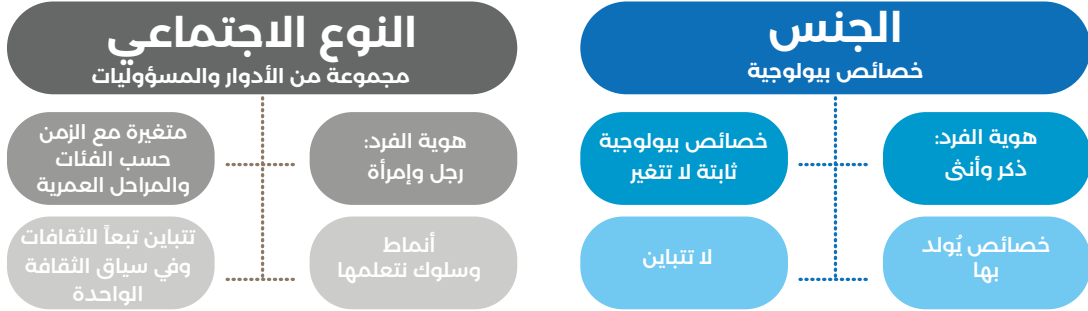 الجنس
خصائص بيولوجية
هوية الفرد:
ذكر وأنثى
خصائص بيولوجية
ثابتة لا تتغير
خصائص يُولد
بها
لا تتباين
النوع الاجتماعي
مجموعة من الأدوار والمسؤوليات
هوية الفرد:
رجل وإمرأة
متغيرة مع الزمن
حسب الفئات
والمراحل العمرية
أنماط
وسلوك نتعلمها
تتباين تبعاً للثقافات
وفي سياق الثقافة
الواحدة